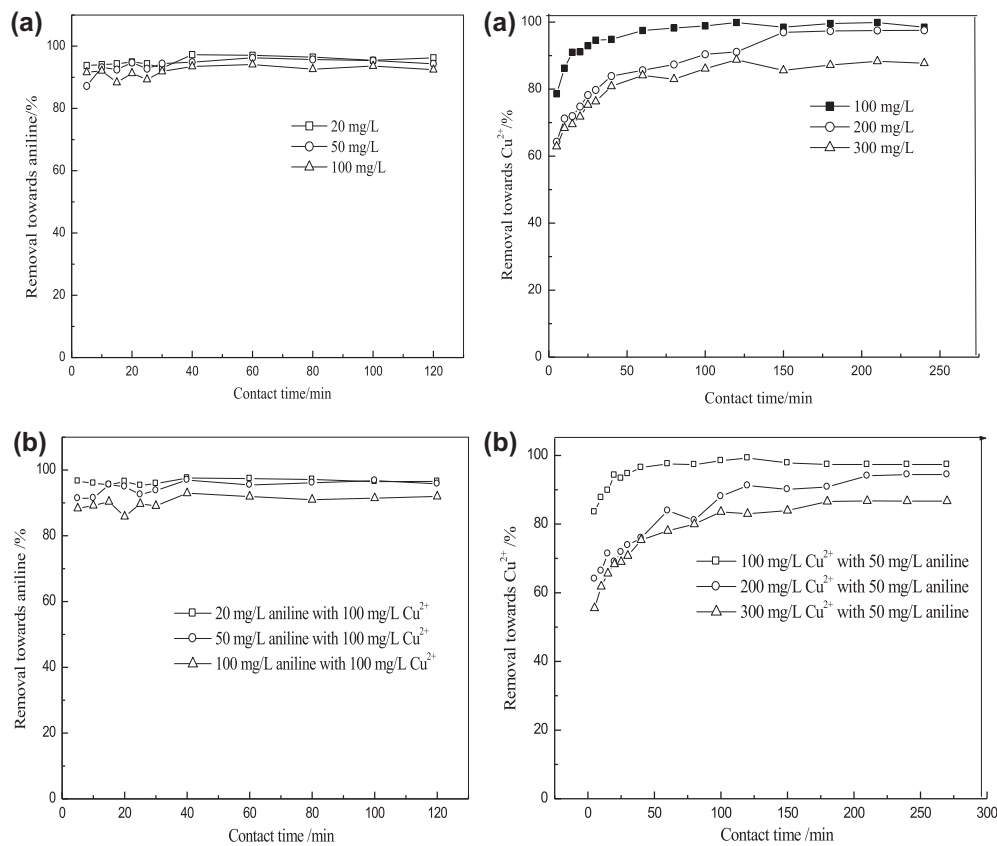 (a)
100
80
60
40
20
0
Removal towards aniline/%
20 mg/L
50 mg/L
100 mg/L
0 20 40 60 80 100 120
Contact time/min
(a)
100
80
60
40
20
0
Removal towards Cu²⁺/%
100 mg/L
200 mg/L
300 mg/L
0 50 100 150 200 250
Contact time/min
(b)
100
80
60
40
20
0
Removal towards aniline /%
20 mg/L aniline with 100 mg/L Cu²⁺
50 mg/L aniline with 100 mg/L Cu²⁺
100 mg/L aniline with 100 mg/L Cu²⁺
0 20 40 60 80 100 120
Contact time /min
(b)
100
80
60
40
20
0
Removal towards Cu²⁺ /%
100 mg/L Cu²⁺ with 50 mg/L aniline
200 mg/L Cu²⁺ with 50 mg/L aniline
300 mg/L Cu²⁺ with 50 mg/L aniline
0 50 100 150 200 250 300
Contact time /min